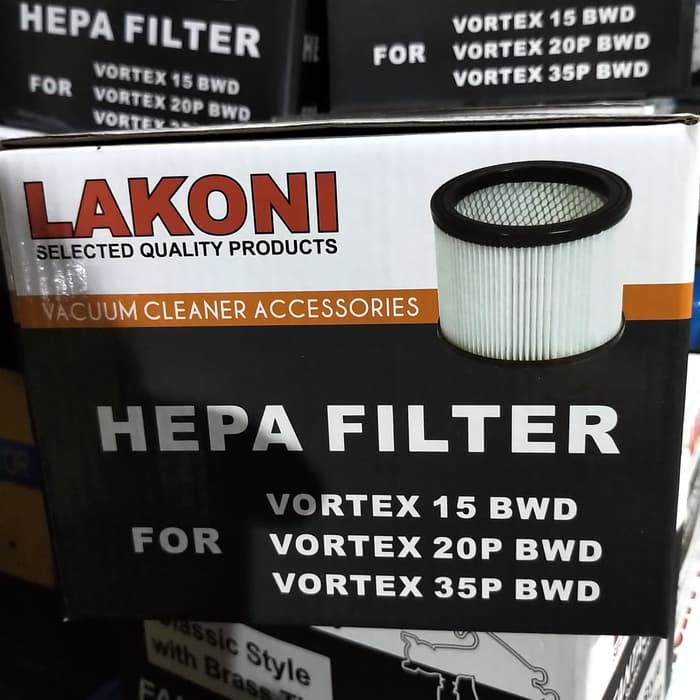 HEPA FILTER
FOR
VORTEX 15 BWD
VORTEX 20P BWD
VORTEX
HE
FOR
VORTEX 15 BWD
VORTEX 20P BWD
VORTEX 35P BWD
LAKONI
SELECTED QUALITY PRODUCTS
VACUUM CLEANER ACCESSORIES
HEPA FILTER
FOR
VORTEX 15 BWD
VORTEX 20P BWD
VORTEX 35P BWD
Classic Style
with Brass